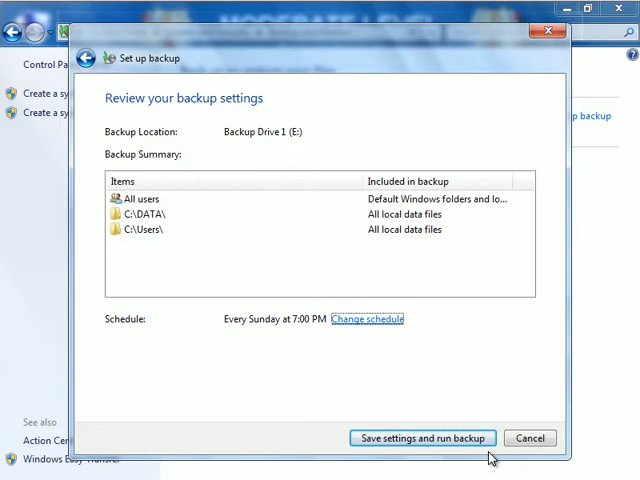 MODERATE LEVEL
Set up backup
Control Pa
Review your backup settings
Create a sy
Create a sy
p backup
Backup Location: Backup Drive 1 (E:)
Backup Summary:
Items Included in backup
All users Default Windows folders and lo...
C:\DATA\ All local data files
C:\Users\ All local data files
Schedule: Every Sunday at 7:00 PM Change schedule
See also
Action Cen
Windows Easy Transfer
Save settings and run backup Cancel